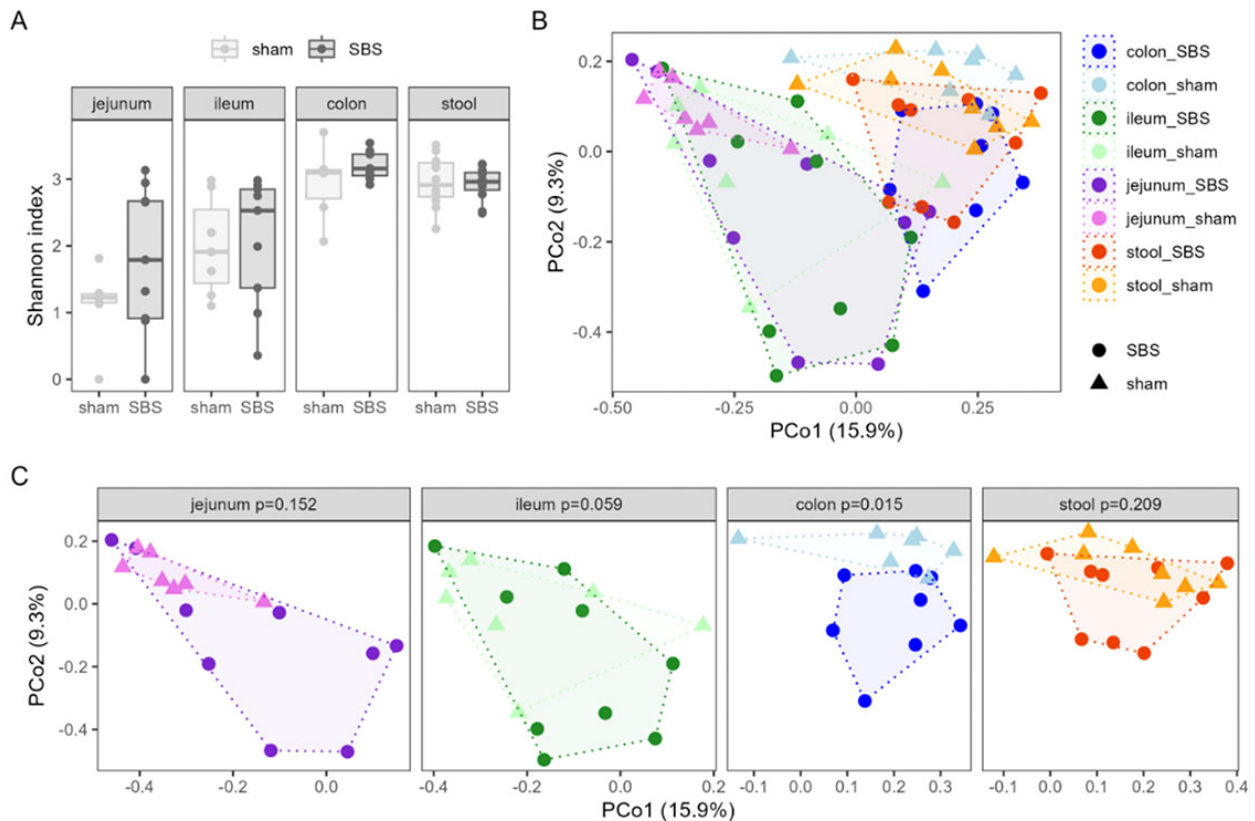 A
sham SBS
jejunum ileum colon stool
Shannon index
3
2
1
0
sham SBS sham SBS sham SBS sham SBS
B
PCo2 (9.3%)
0.2
0.0
-0.2
-0.4
-0.50 -0.25 0.00 0.25
PCo1 (15.9%)
colon_SBS
colon_sham
ileum_SBS
ileum_sham
jejunum_SBS
jejunum_sham
stool_SBS
stool_sham
SBS
sham
C
jejunum p=0.152 ileum p=0.059 colon p=0.015 stool p=0.209
PCo2 (9.3%)
0.2
0.0
-0.2
-0.4
-0.4 -0.2 0.0 -0.4 -0.2 0.0 0.2 -0.1 0.0 0.1 0.2 0.3 -0.1 0.0 0.1 0.2 0.3 0.4
PCo1 (15.9%)